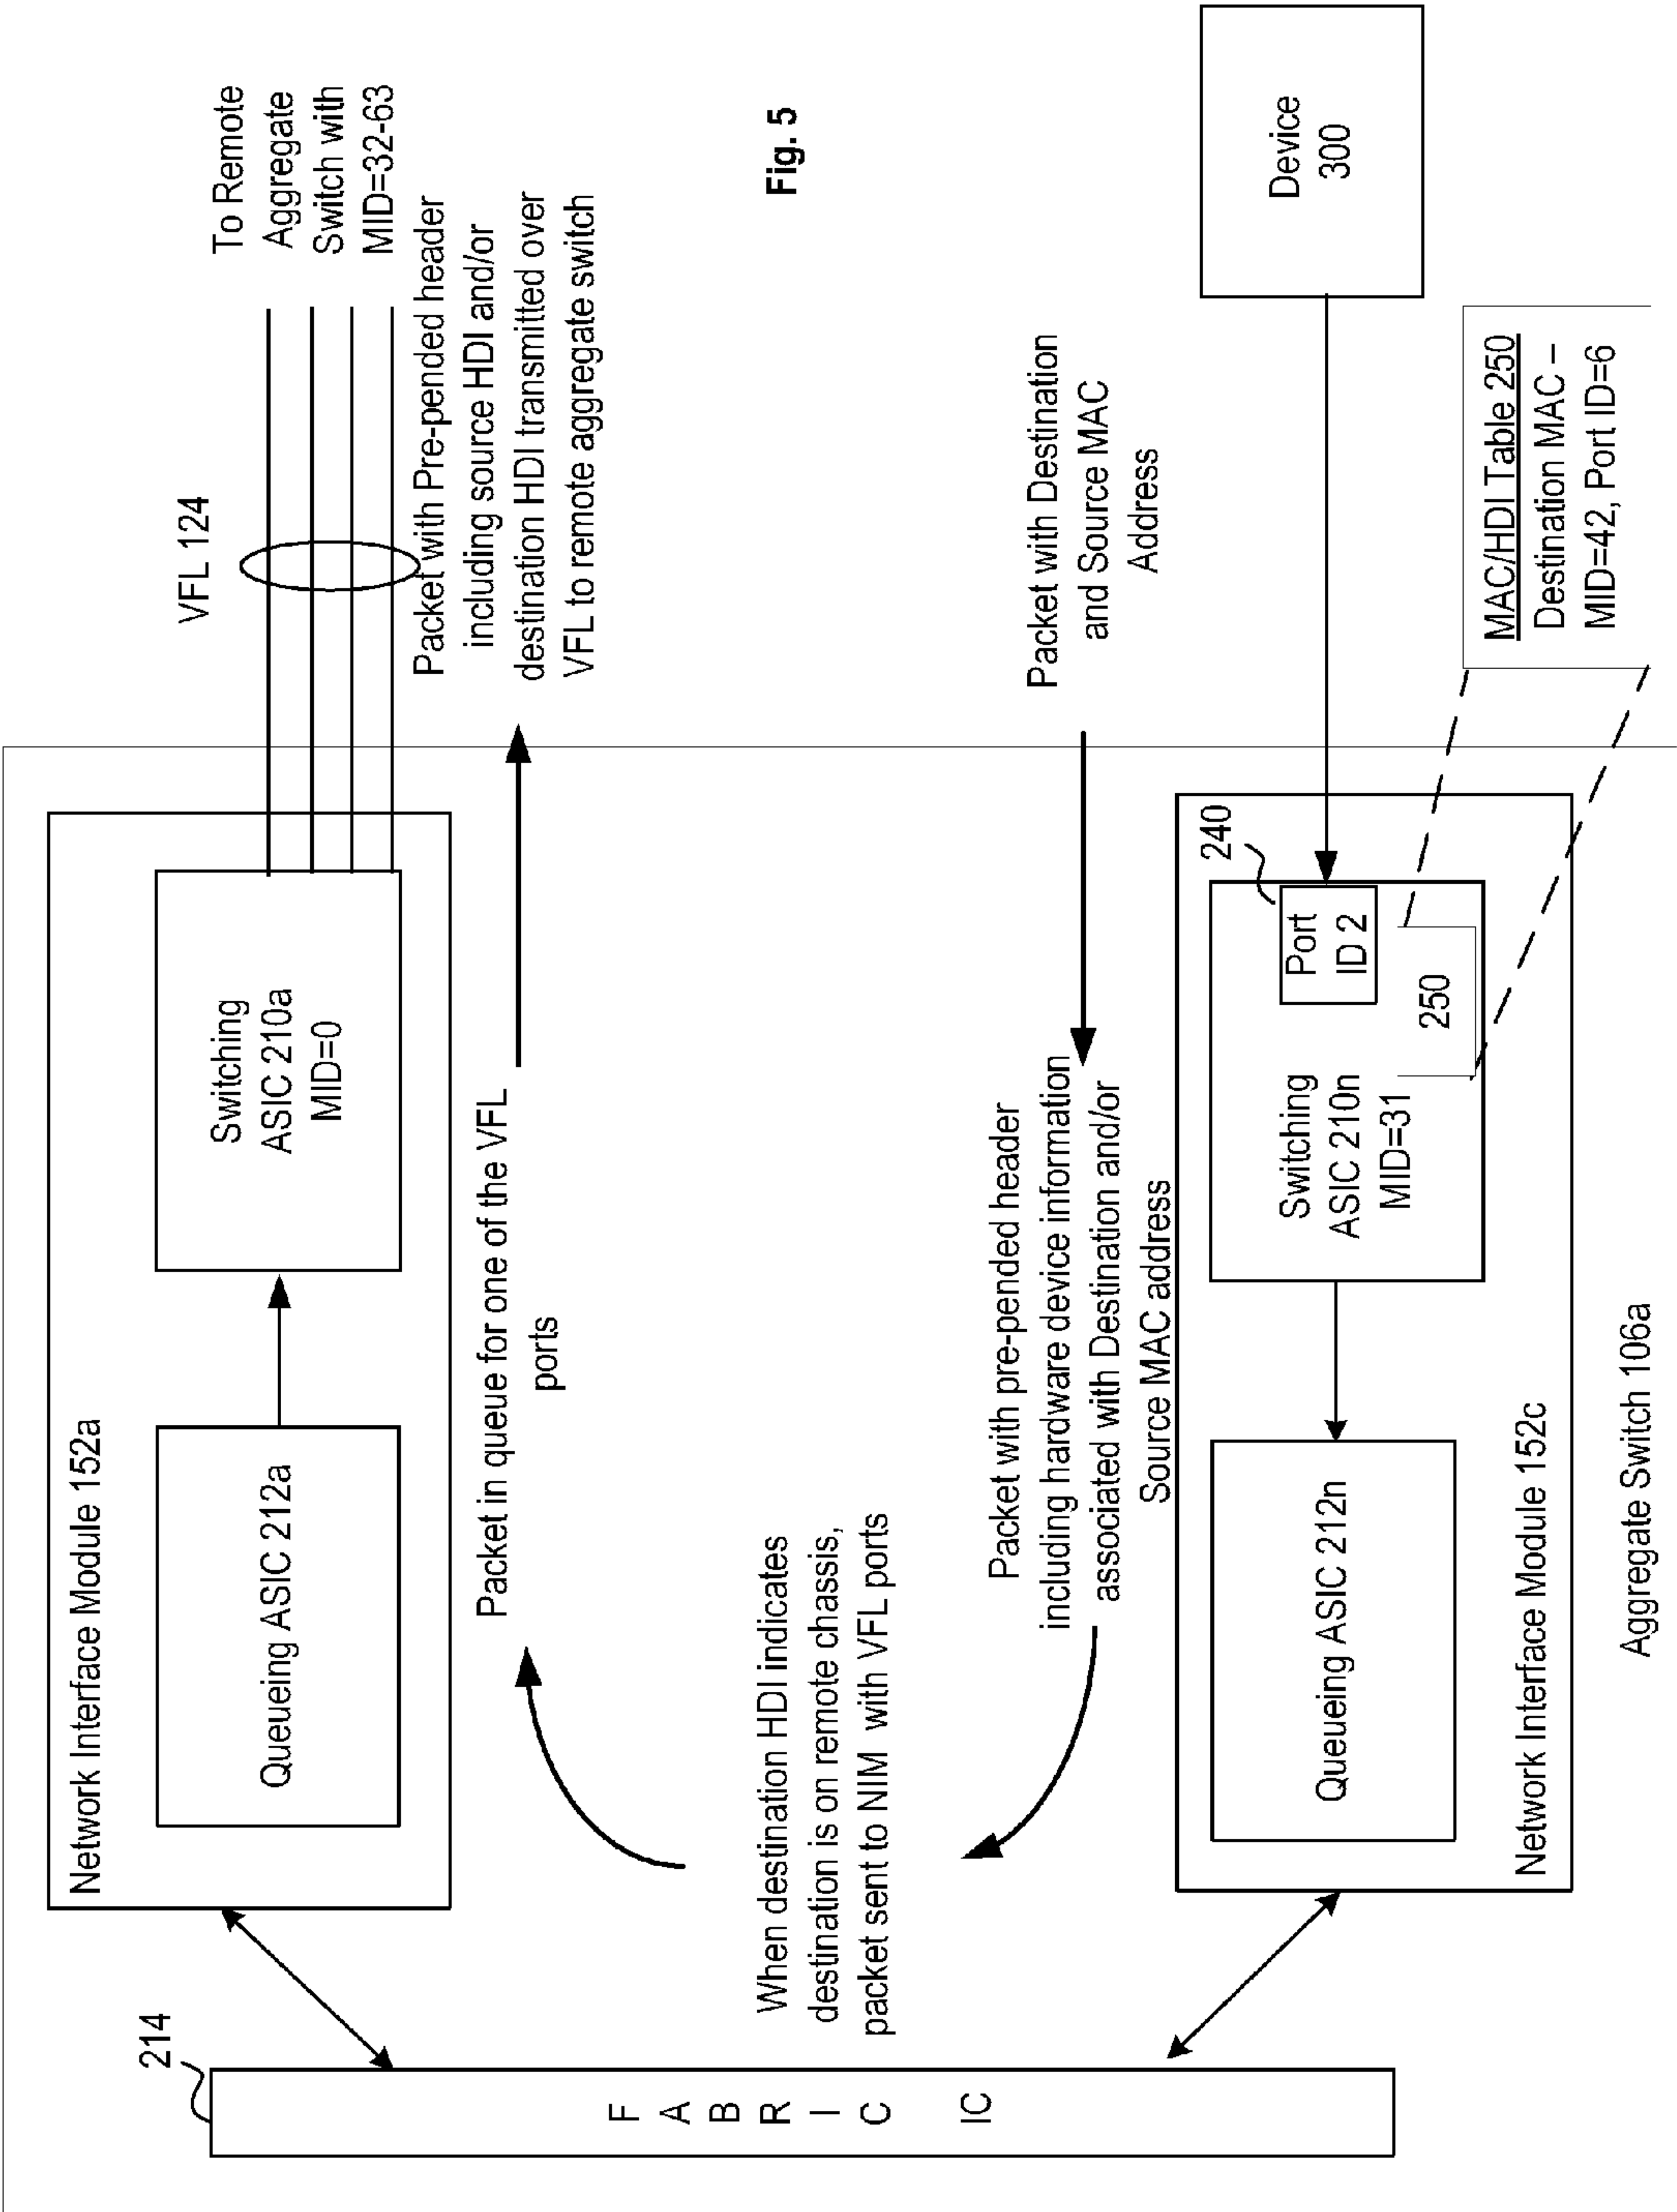 214
F
A
B
R
I
C
IC
Network Interface Module 152a
Queueing ASIC 212a
Switching
ASIC 210a
MID=0
VFL 124
To Remote
Aggregate
Switch with
MID=32-63
Packet in queue for one of the VFL
ports
Packet with Pre-pended header
including source HDI and/or
destination HDI transmitted over
VFL to remote aggregate switch
When destination HDI indicates
destination is on remote chassis,
packet sent to NIM with VFL ports
Fig. 5
Packet with pre-pended header
including hardware device information
associated with Destination and/or
Source MAC address
Packet with Destination
and Source MAC
Address
Queueing ASIC 212n
Switching
ASIC 210n
MID=31
240
Port
ID 2
250
Network Interface Module 152c
Device
300
MAC/HDI Table 250
Destination MAC –
MID=42, Port ID=6
Aggregate Switch 106a